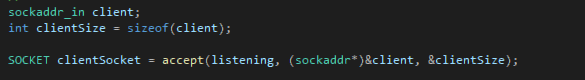 sockaddr_in client;
int clientSize = sizeof(client);
SOCKET clientSocket = accept(listening, (sockaddr*)&client, &clientSize);